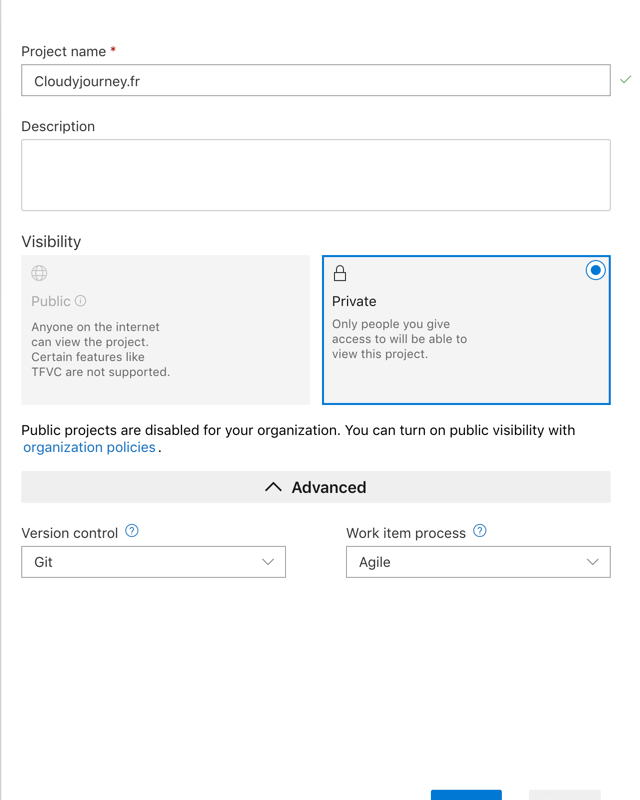 Project name *
Cloudyjourney.fr
Description
Visibility
Public
Anyone on the internet
can view the project.
Certain features like
TFVC are not supported.
Private
Only people you give
access to will be able to
view this project.
Public projects are disabled for your organization. You can turn on public visibility with
organization policies.
Advanced
Version control ?
Git
Work item process ?
Agile